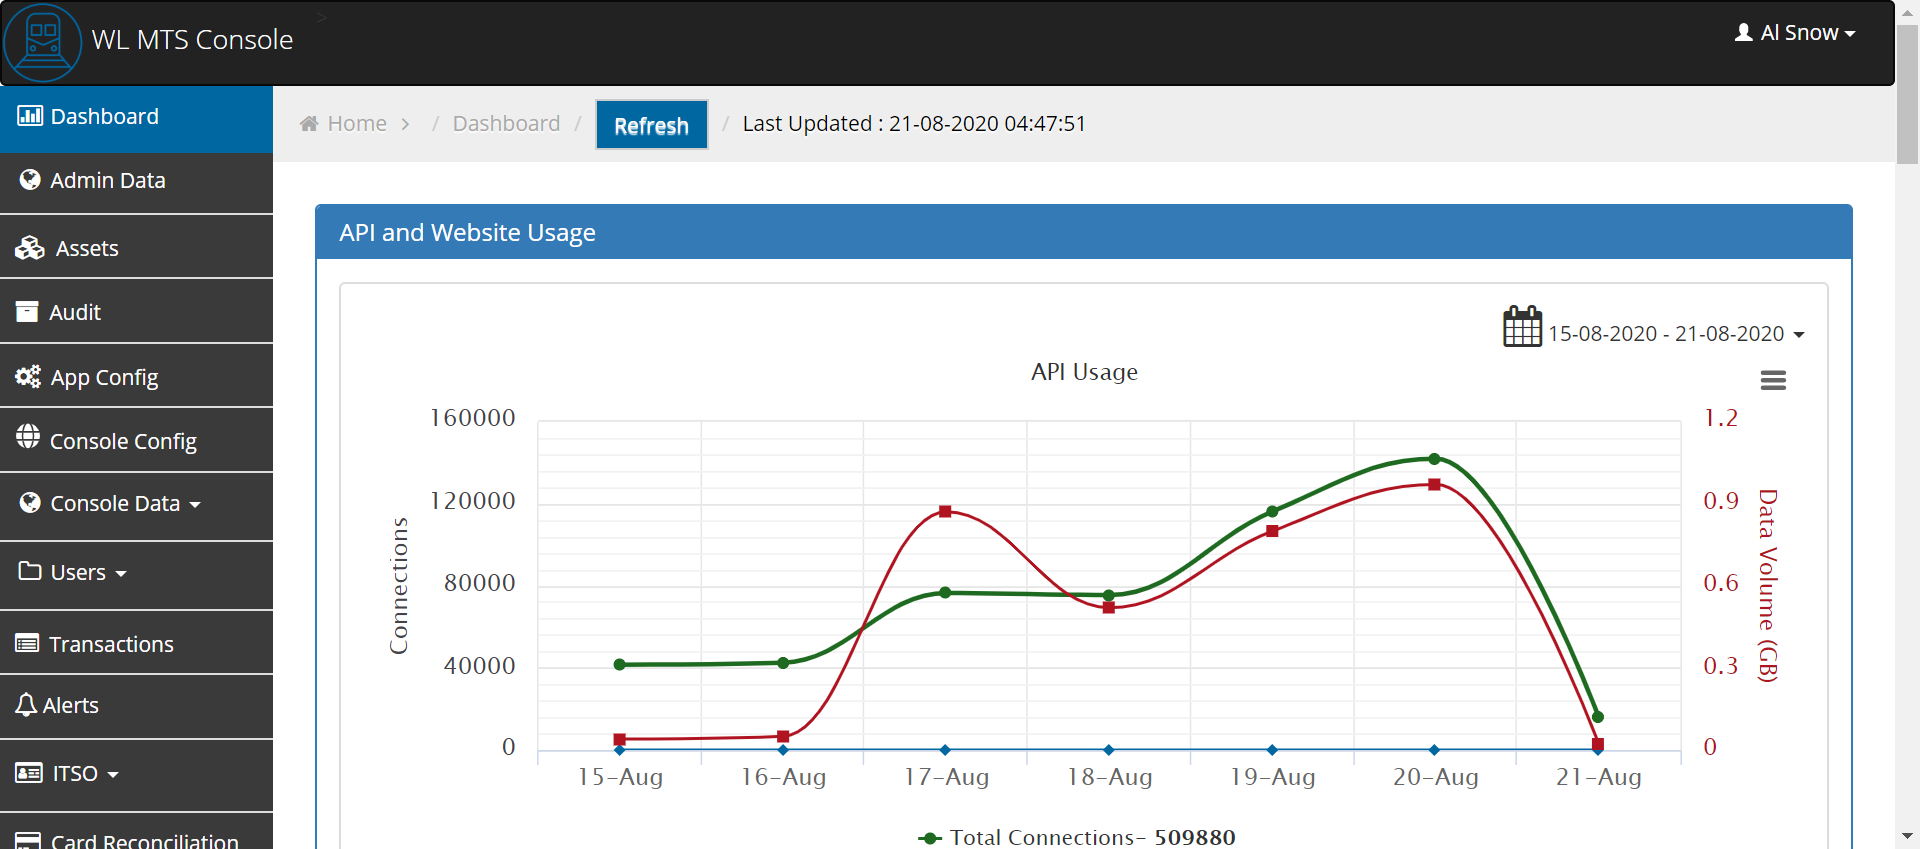 WL MTS Console
>
Al Snow
Dashboard
Admin Data
Assets
Audit
App Config
Console Config
Console Data
Users
Transactions
Alerts
ITSO
Card Reconciliation
Home > / Dashboard / Refresh / Last Updated : 21-08-2020 04:47:51
API and Website Usage
15-08-2020 - 21-08-2020
API Usage
Connections
160000
120000
80000
40000
0
1.2
0.9
0.6
0.3
0
Data Volume (GB)
15-Aug 16-Aug 17-Aug 18-Aug 19-Aug 20-Aug 21-Aug
Total Connections- 509880